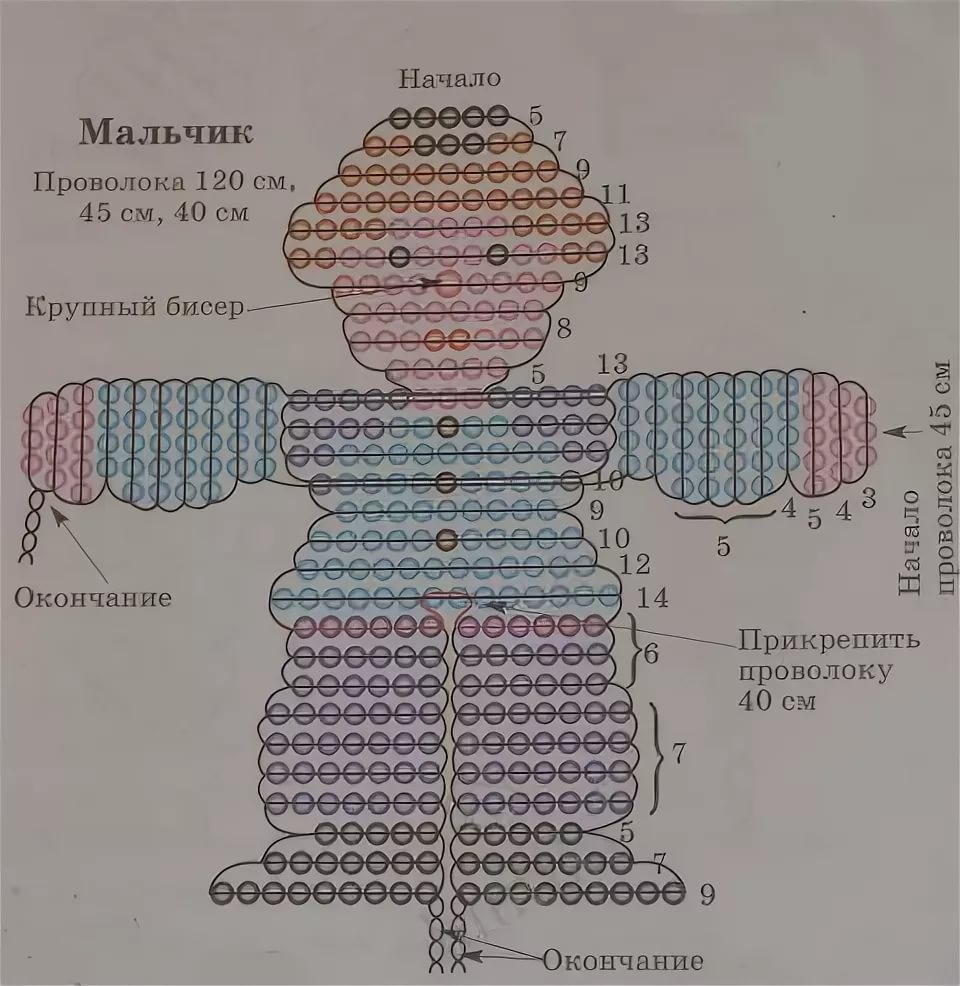 Начало
Мальчик
Проволока 120 см,
45 см, 40 см
5
7
9
11
13
13
Крупный бисер
9
8
5
13
10
9
10
12
14
5
4
5
4
3
Начало
проволока 45 см
Окончание
Прикрепить
проволоку
40 см
6
7
5
7
9
Окончание